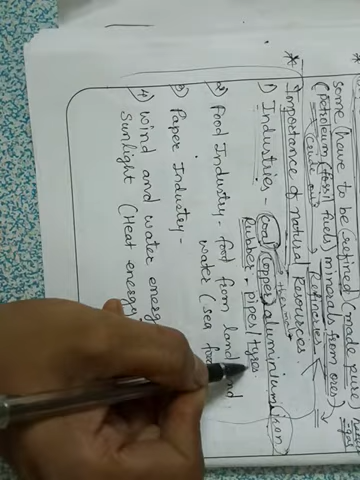 some have to be refined (made pure
(petroleum (fossil fuels, minerals from ores)
(crude oil) → Refineries
* Importance of natural Resources
thermal
1) Industries - (coal) (copper) aluminium (iron)
Rubber - pipes/tyres.
2) Food Industry - food from land and
water (sea
3) Paper Industry -
4) wind and water energy
Sunlight (Heat energy